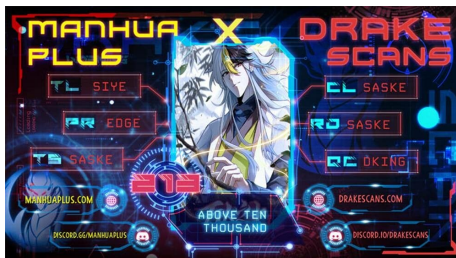 MANHUA PLUS
X
DRAKE SCANS
TL SIYE
PR EDGE
TS SASKE
CL SASKE
RD SASKE
QC DKING
213
ABOVE TEN
THOUSAND
MANHUAPLUS.COM
DISCORD.GG/MANHUAPLUS
DRAKESCANS.COM
DISCORD.IO/DRAKESCANS